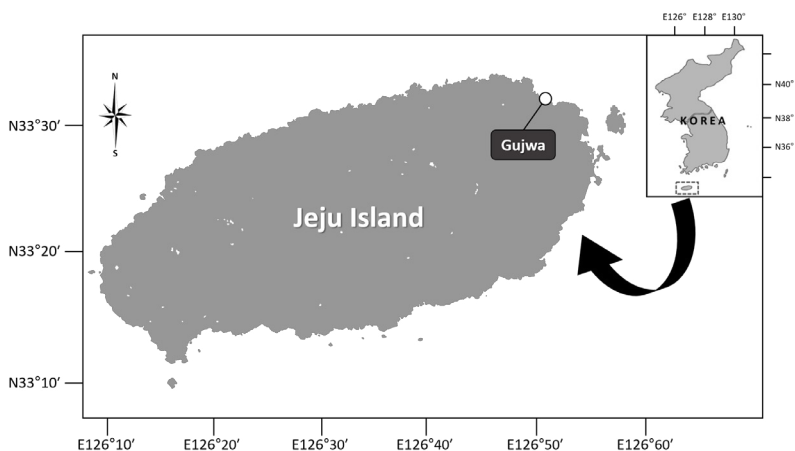 E126° E128° E130°
N
S
N33°30′
N33°20′
N33°10′
Gujwa
Jeju Island
KOREA
N40°
N38°
N36°
E126°10′ E126°20′ E126°30′ E126°40′ E126°50′ E126°60′